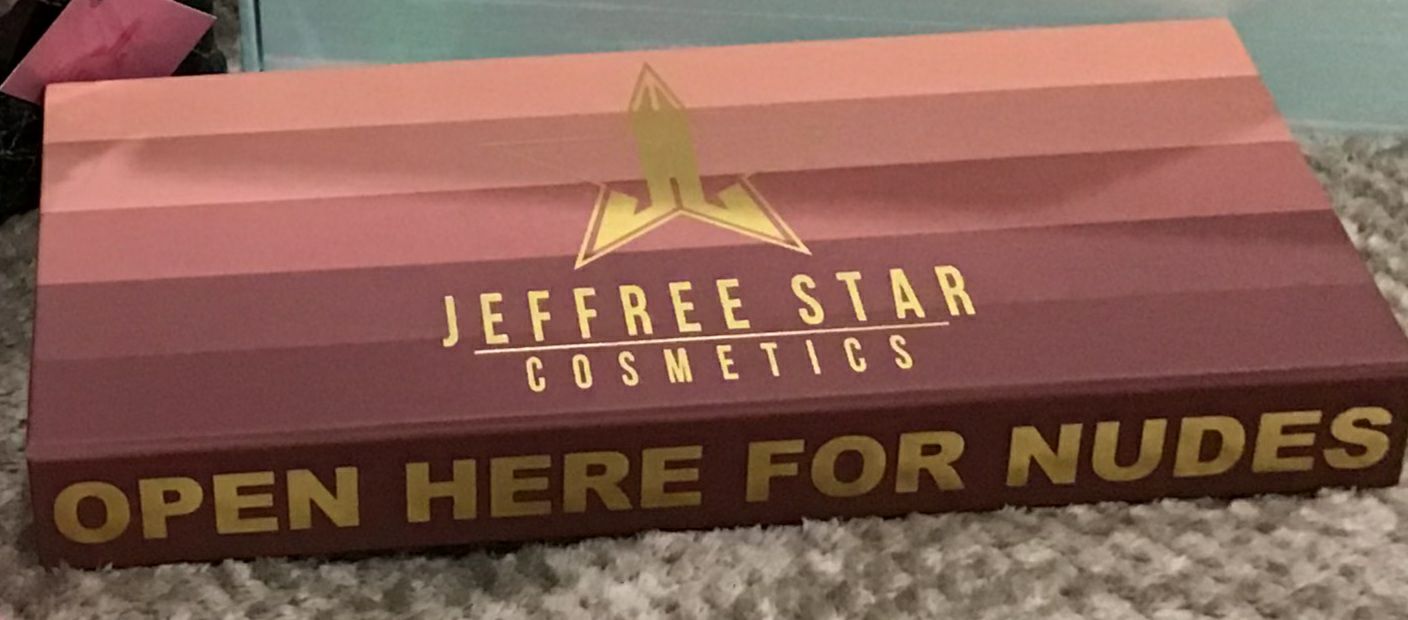 JEFFREE STAR
COSMETICS
OPEN HERE FOR NUDES